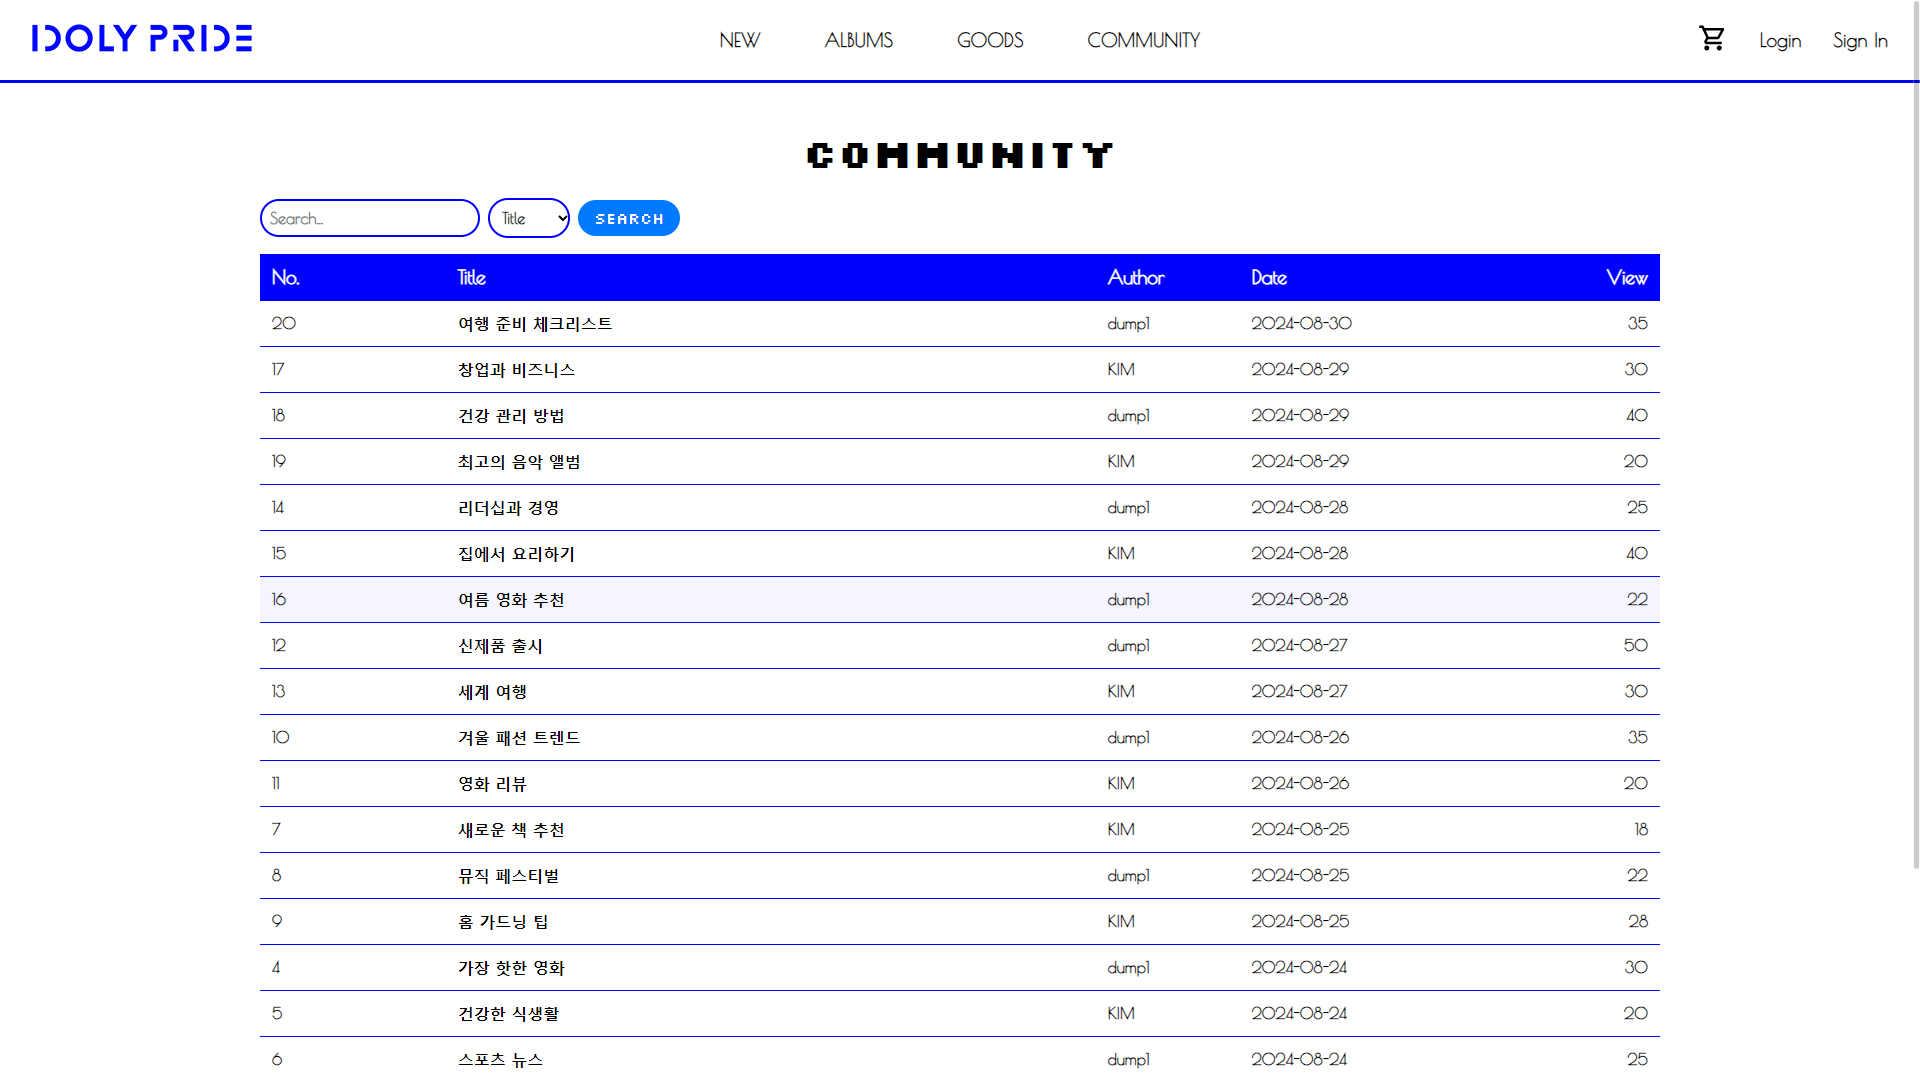 IDOLY PRIDE NEW ALBUMS GOODS COMMUNITY Login Sign In
COMMUNITY
Search... Title SEARCH
No. Title Author Date View
20 여행 준비 체크리스트 dump1 2024-08-30 35
17 창업과 비즈니스 KIM 2024-08-29 30
18 건강 관리 방법 dump1 2024-08-29 40
19 최고의 음악 앨범 KIM 2024-08-29 20
14 리더십과 경영 dump1 2024-08-28 25
15 집에서 요리하기 KIM 2024-08-28 40
16 여름 영화 추천 dump1 2024-08-28 22
12 신제품 출시 dump1 2024-08-27 50
13 세계 여행 KIM 2024-08-27 30
10 겨울 패션 트렌드 dump1 2024-08-26 35
11 영화 리뷰 KIM 2024-08-26 20
7 새로운 책 추천 KIM 2024-08-25 18
8 뮤직 페스티벌 dump1 2024-08-25 22
9 홈 가드닝 팁 KIM 2024-08-25 28
4 가장 핫한 영화 dump1 2024-08-24 30
5 건강한 식생활 KIM 2024-08-24 20
6 스포츠 뉴스 dump1 2024-08-24 25